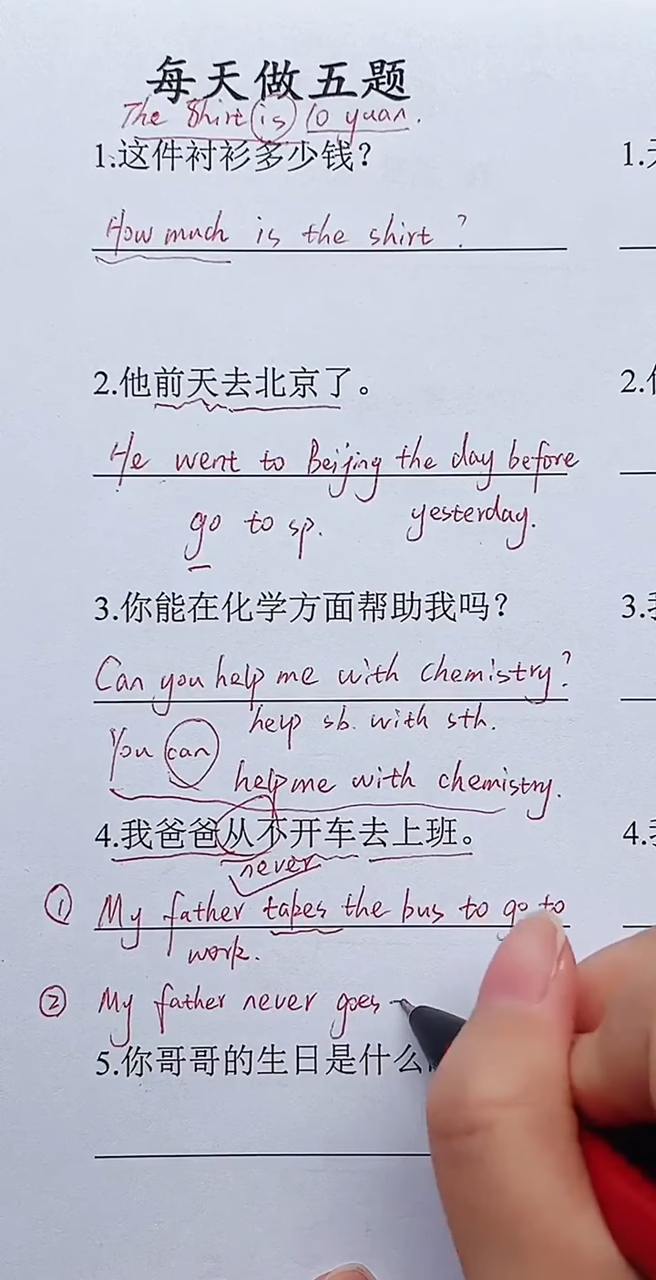 每天做五题
The Shirt is 10 yuan.
1.这件衬衫多少钱？
1.
How much is the shirt ?
2.他前天去北京了。
2.
He went to Beijing the day before
go to sp. yesterday.
3.你能在化学方面帮助我吗？
3.
Can you help me with chemistry?
help sb. with sth.
You can
help me with chemistry.
4.我爸爸从不开车去上班。
4.
never
① My father takes the bus to go to
work.
② My father never goes
5.你哥哥的生日是什么